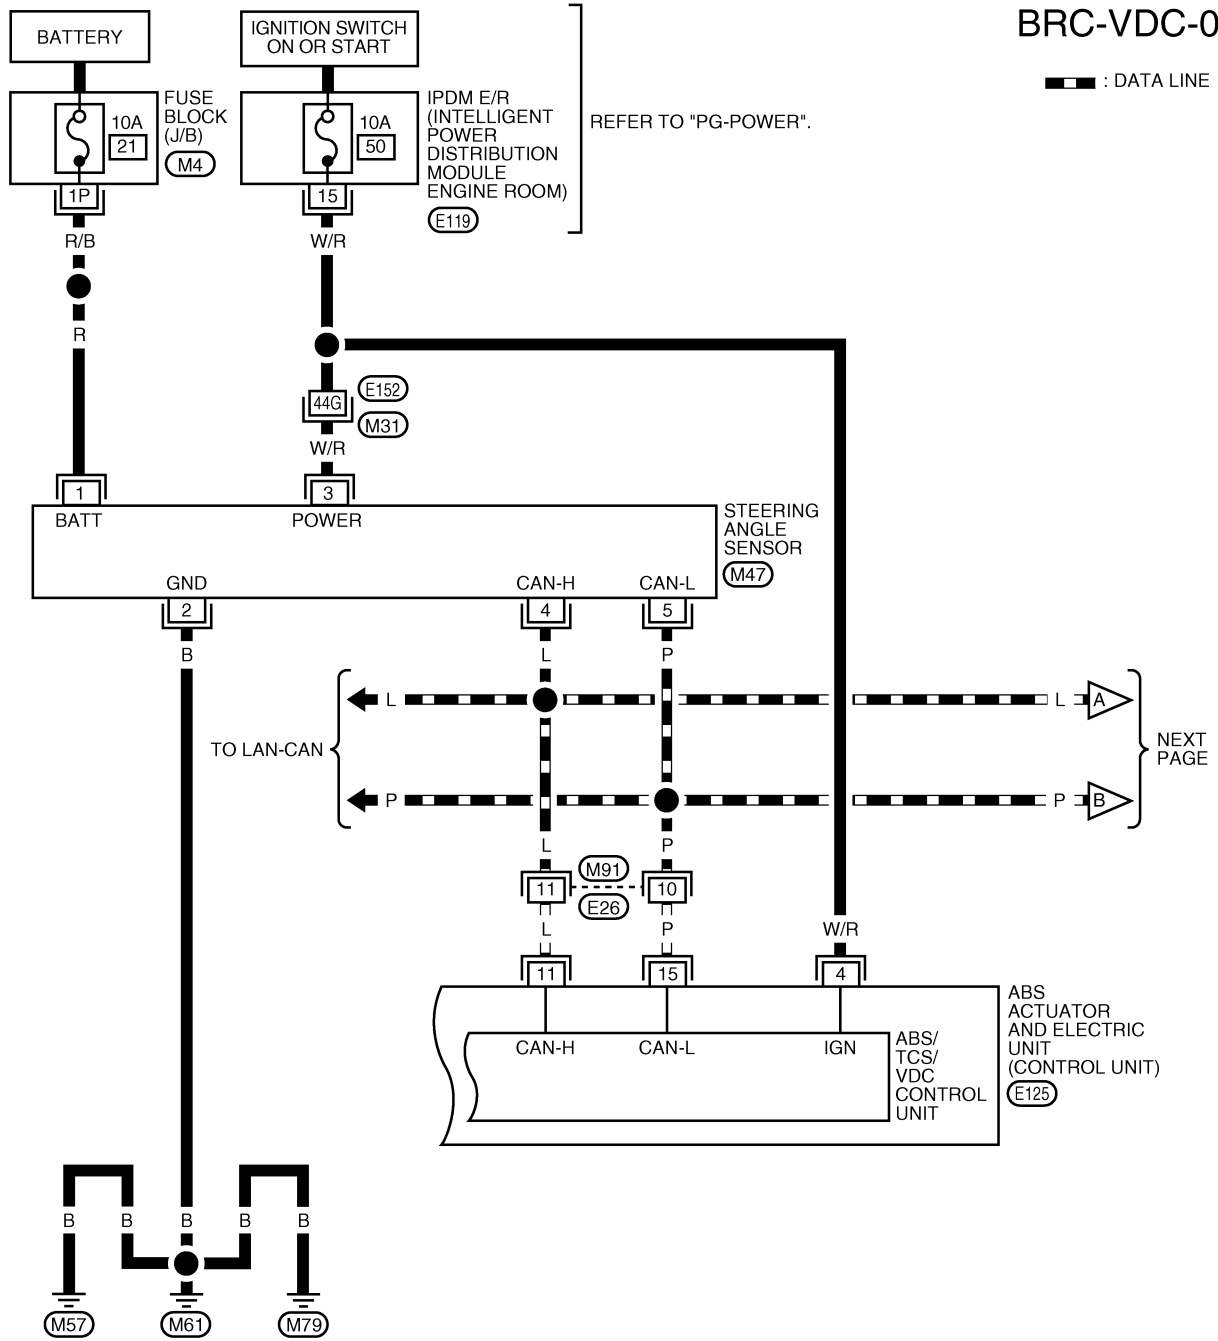 BRC-VDC-0
: DATA LINE
BATTERY
IGNITION SWITCH
ON OR START
FUSE
BLOCK
(J/B)
M4
10A
21
1P
10A
50
15
IPDM E/R
(INTELLIGENT
POWER
DISTRIBUTION
MODULE
ENGINE ROOM)
E119
REFER TO "PG-POWER".
R/B
W/R
R
44G
E152
M31
W/R
1
3
BATT
POWER
STEERING
ANGLE
SENSOR
M47
GND
CAN-H
CAN-L
2
4
5
B
L
P
L
L
A
TO LAN-CAN
NEXT
PAGE
P
P
B
L
P
11
M91
E26
10
L
P
W/R
11
15
4
CAN-H
CAN-L
IGN
ABS/
TCS/
VDC
CONTROL
UNIT
ABS
ACTUATOR
AND ELECTRIC
UNIT
(CONTROL UNIT)
E125
B
B
B
B
B
M57
M61
M79